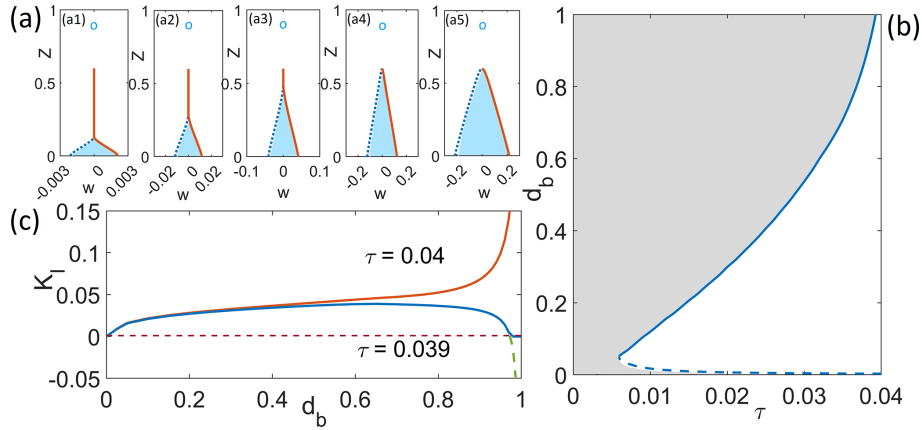 (a)
(a1)
(a2)
(a3)
(a4)
(a5)
o
o
o
o
o
Z
Z
Z
Z
Z
1
0.5
0
1
0.5
0
1
0.5
0
1
0.5
0
1
0.5
0
-0.003
0
0.003
-0.02
0
0.02
-0.1
0
0.1
-0.2
0
0.2
-0.2
0
0.2
w
w
w
w
w
(b)
1
0.8
0.6
0.4
0.2
0
d_b
0
0.01
0.02
0.03
0.04
τ
(c)
0.15
0.1
0.05
0
-0.05
K_I
τ = 0.04
τ = 0.039
0
0.2
0.4
0.6
0.8
1
d_b